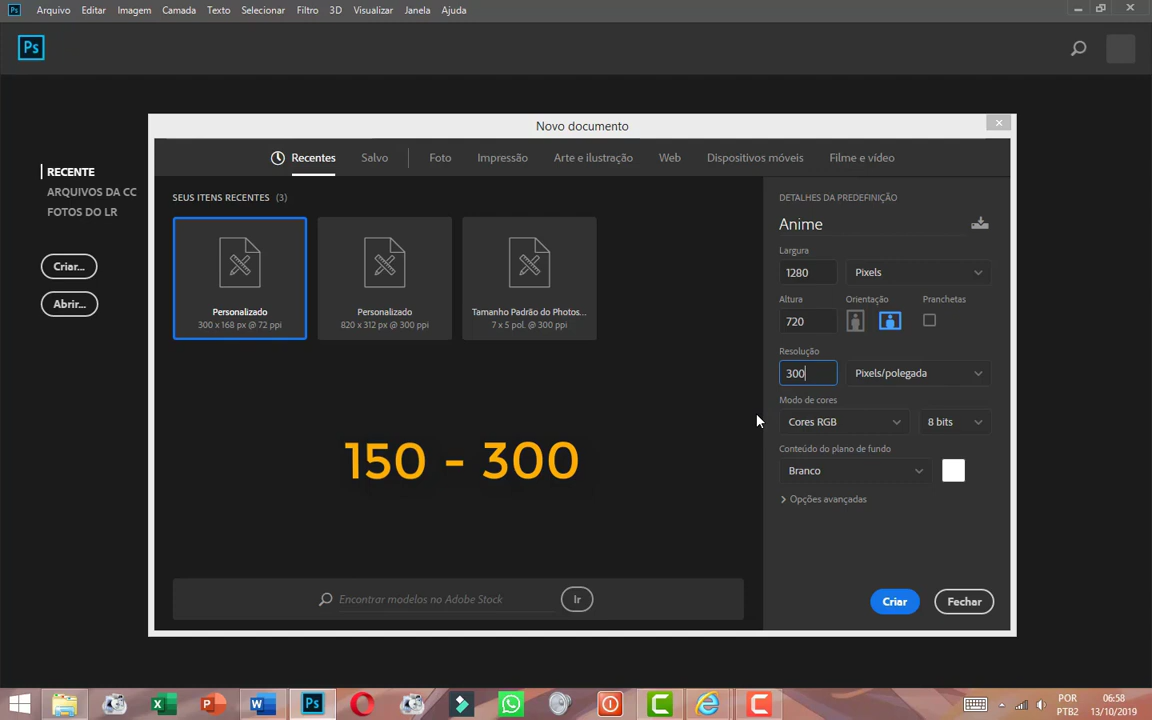 Ps Arquivo Editar Imagem Camada Texto Selecionar Filtro 3D Visualizar Janela Ajuda
Ps
Novo documento
RECENTE
ARQUIVOS DA CC
FOTOS DO LR
Criar...
Abrir...
Recentes Salvo Foto Impressão Arte e ilustração Web Dispositivos móveis Filme e vídeo
SEUS ITENS RECENTES (3)
Personalizado
300 x 168 px @ 72 ppi
Personalizado
820 x 312 px @ 300 ppi
Tamanho Padrão do Photos...
7 x 5 pol. @ 300 ppi
150 - 300
Encontrar modelos no Adobe Stock
Ir
DETALHES DA PREDEFINIÇÃO
Anime
Largura
1280 Pixels
Altura Orientação Pranchetas
720
Resolução
300 Pixels/polegada
Modo de cores
Cores RGB 8 bits
Conteúdo do plano de fundo
Branco
Opções avançadas
Criar Fechar
POR 06:58
PTB2 13/10/2019